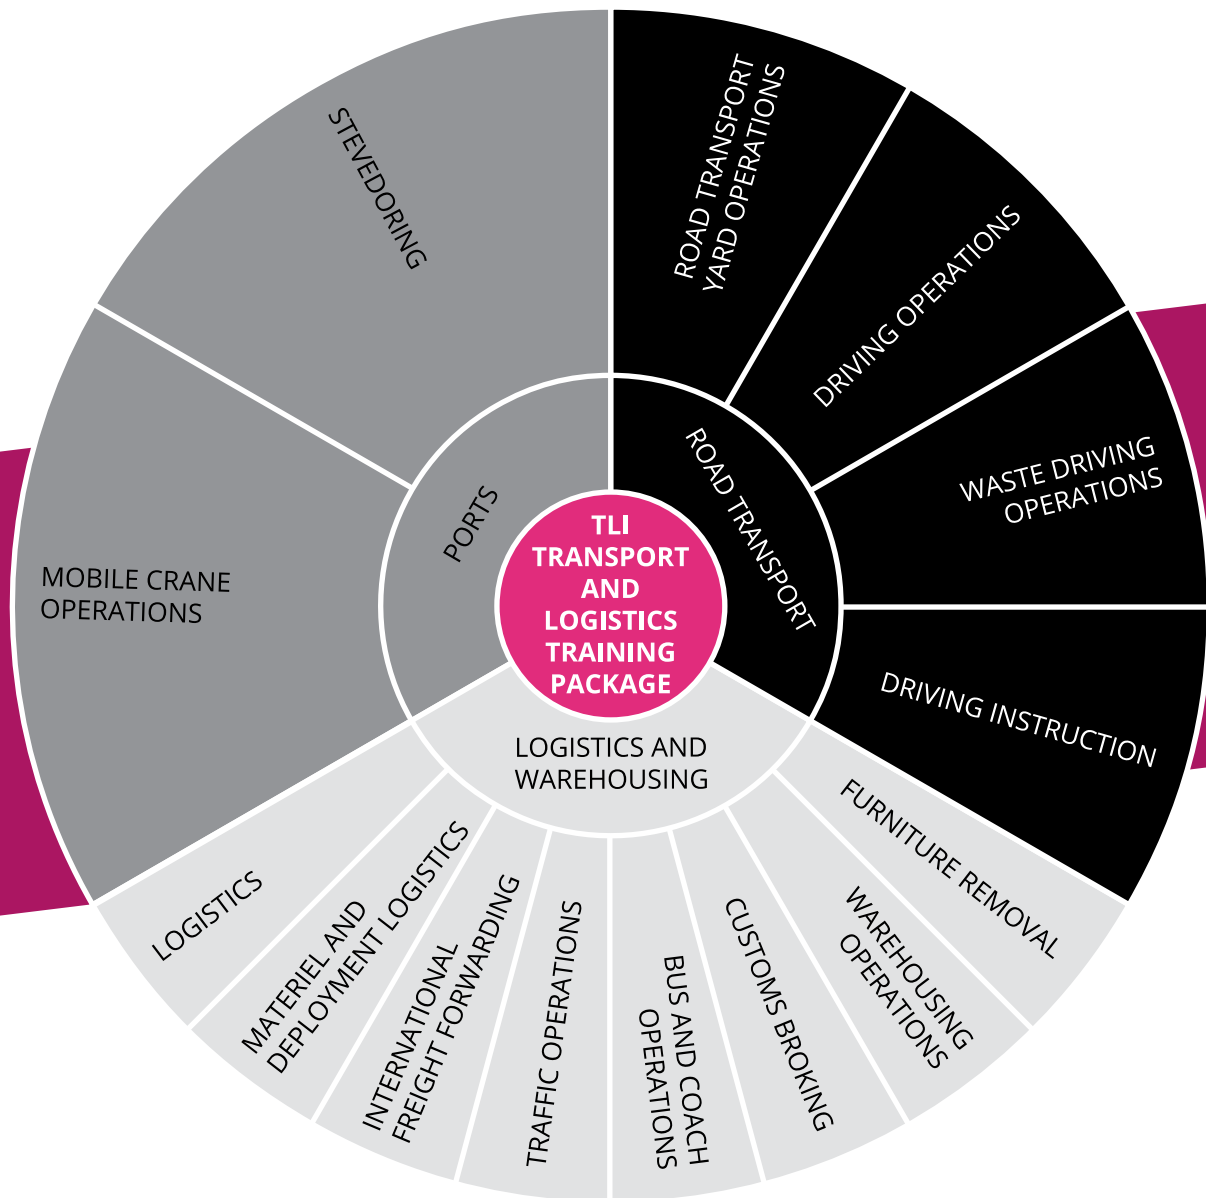 TLI
TRANSPORT
AND
LOGISTICS
TRAINING
PACKAGE
ROAD TRANSPORT
ROAD TRANSPORT
YARD OPERATIONS
DRIVING OPERATIONS
WASTE DRIVING
OPERATIONS
DRIVING INSTRUCTION
LOGISTICS AND
WAREHOUSING
FURNITURE REMOVAL
WAREHOUSING
OPERATIONS
CUSTOMS BROKING
BUS AND COACH
OPERATIONS
TRAFFIC OPERATIONS
INTERNATIONAL
FREIGHT FORWARDING
MATERIEL AND
DEPLOYMENT LOGISTICS
LOGISTICS
PORTS
MOBILE CRANE
OPERATIONS
STEVEDORING